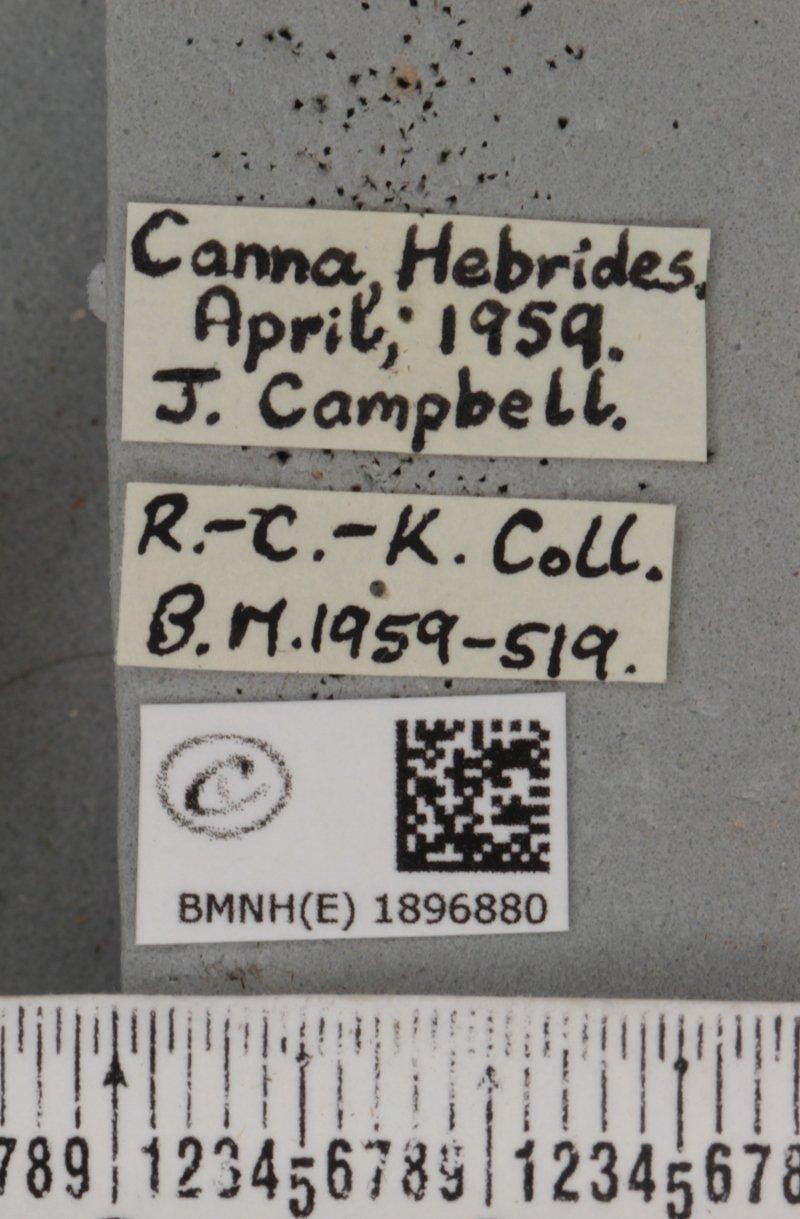 Canna, Hebrides.
April, 1959.
J. Campbell.
R.-C.-K. Coll.
B.M.1959-519.
C
BMNH(E) 1896880
789 123456789 12345678